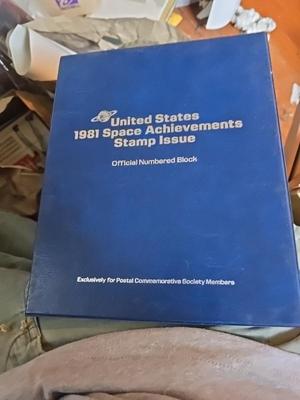 United States
1981 Space Achievements
Stamp Issue
Official Numbered Block
Exclusively for Postal Commemorative Society Members